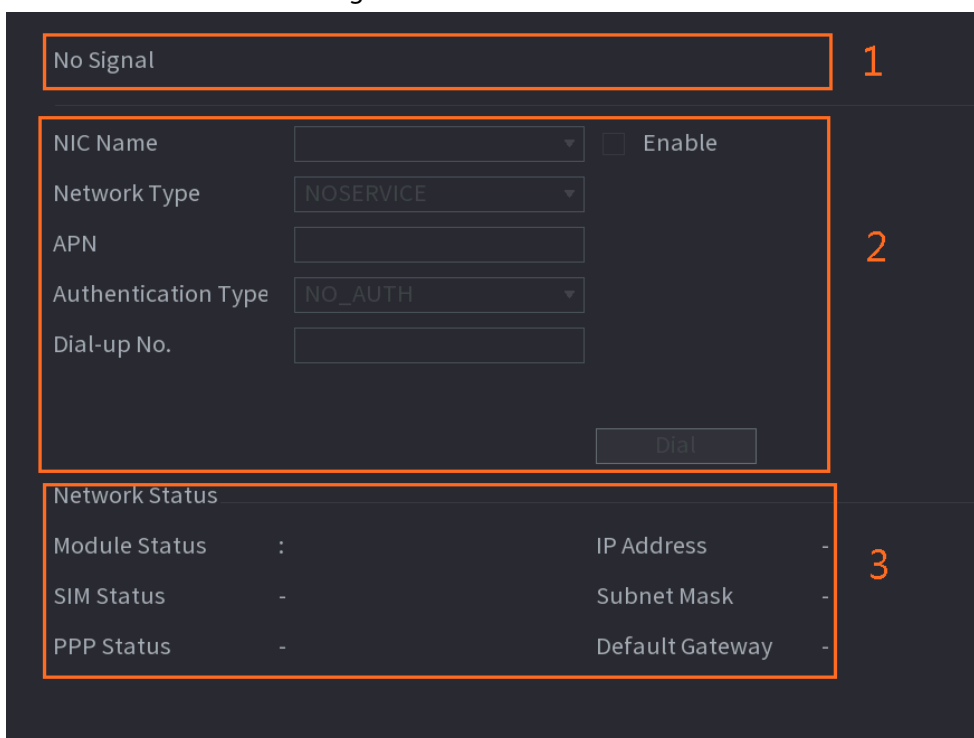 No Signal
1
NIC Name Enable
Network Type NOSERVICE
APN
2
Authentication Type NO_AUTH
Dial-up No.
Dial
Network Status
Module Status : IP Address -
3
SIM Status - Subnet Mask -
PPP Status - Default Gateway -